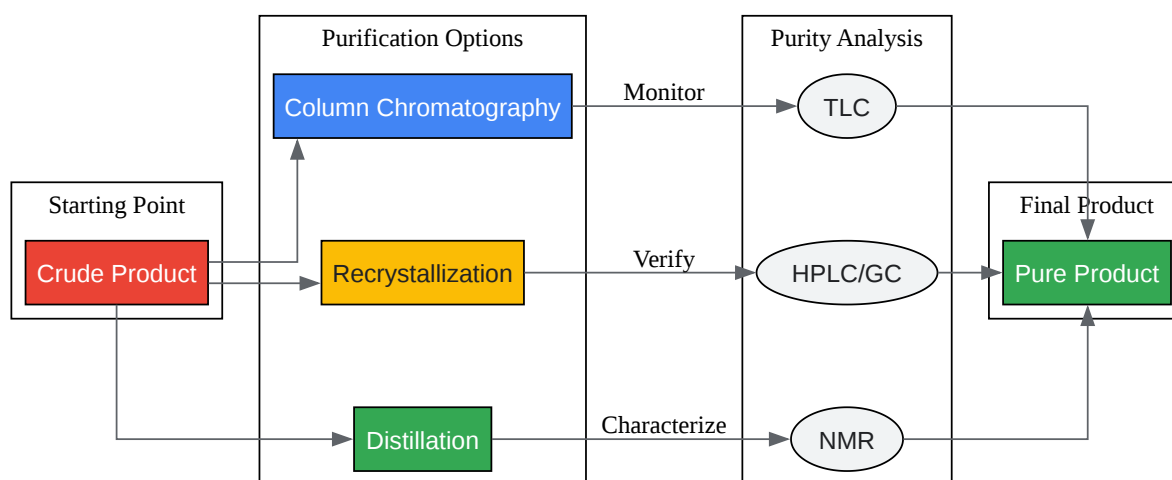 Purification Options
Purity Analysis
Column Chromatography
Monitor
TLC
Starting Point
Final Product
Crude Product
Recrystallization
Verify
HPLC/GC
Pure Product
Distillation
Characterize
NMR